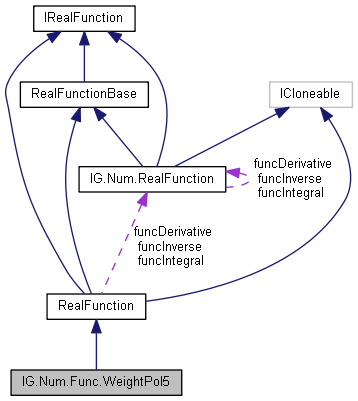 IRealFunction
RealFunctionBase
ICloneable
IG.Num.RealFunction
funcDerivative
funcInverse
funcIntegral
funcDerivative
funcInverse
funcIntegral
RealFunction
IG.Num.Func.WeightPol5